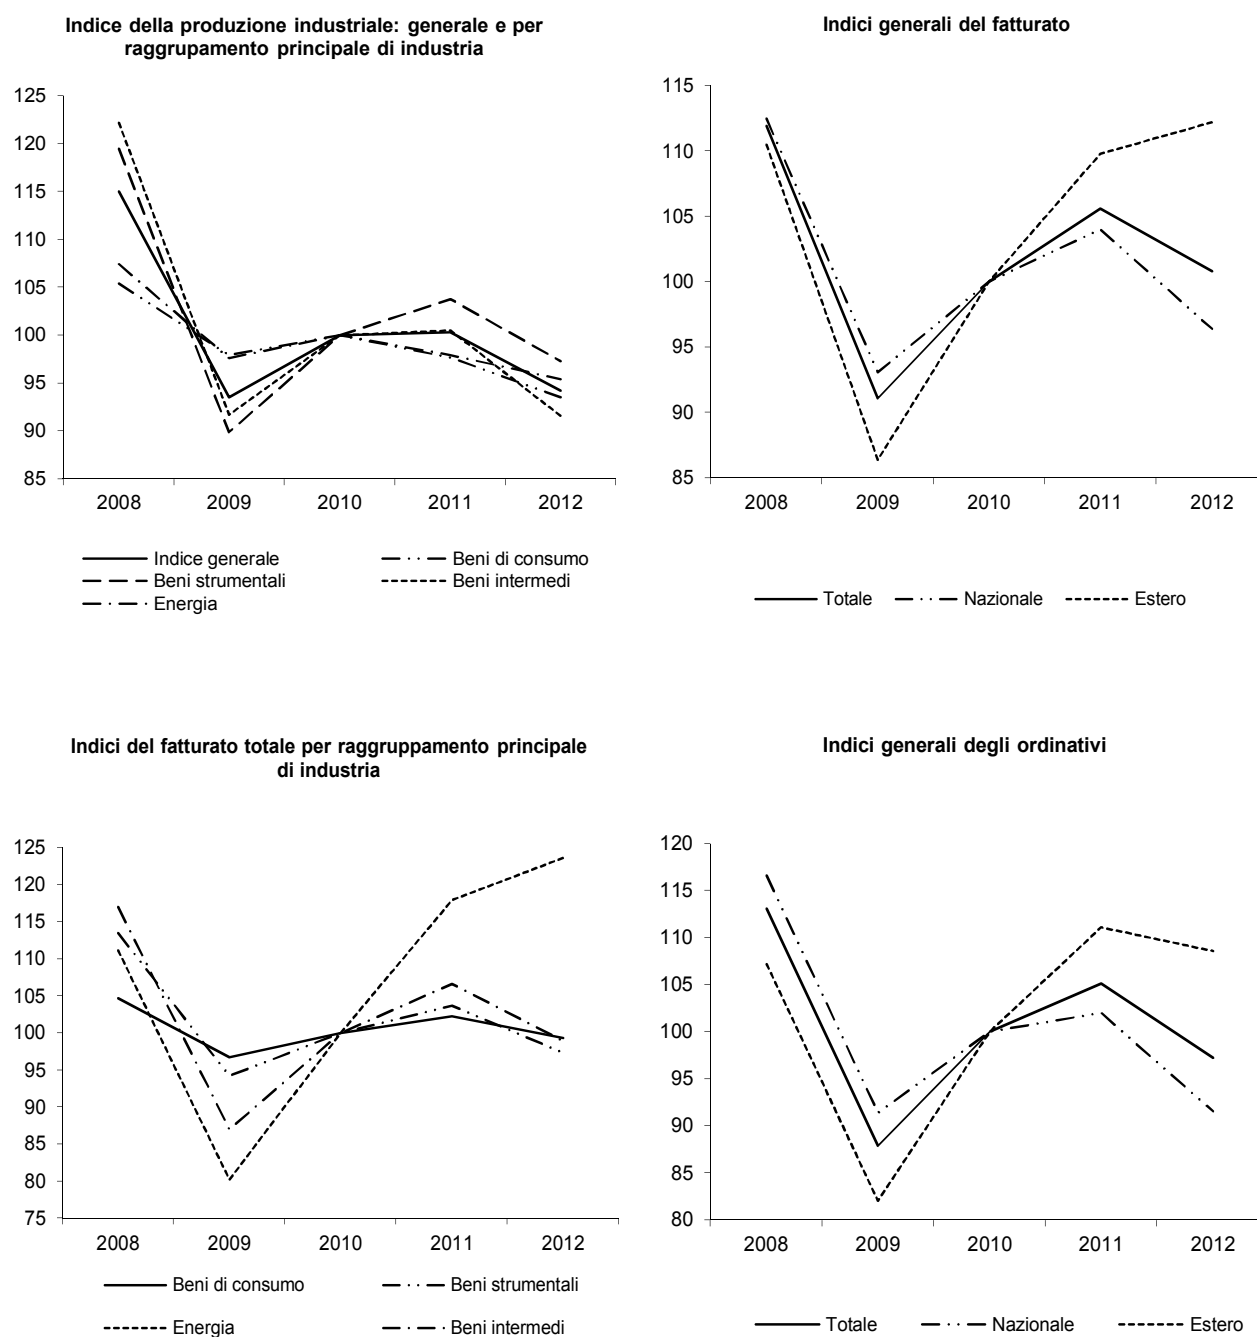 Indice della produzione industriale: generale e per
raggrupamento principale di industria
125
120
115
110
105
100
95
90
85
2008 2009 2010 2011 2012
Indice generale Beni di consumo
Beni strumentali Beni intermedi
Energia
Indici generali del fatturato
115
110
105
100
95
90
85
2008 2009 2010 2011 2012
Totale Nazionale Estero
Indici del fatturato totale per raggruppamento principale
di industria
125
120
115
110
105
100
95
90
85
80
75
2008 2009 2010 2011 2012
Beni di consumo Beni strumentali
Energia Beni intermedi
Indici generali degli ordinativi
120
115
110
105
100
95
90
85
80
2008 2009 2010 2011 2012
Totale Nazionale Estero